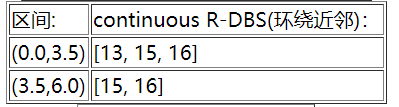 区间: continuous R-DBS(环绕近邻):
(0.0,3.5) [13, 15, 16]
(3.5,6.0) [15, 16]